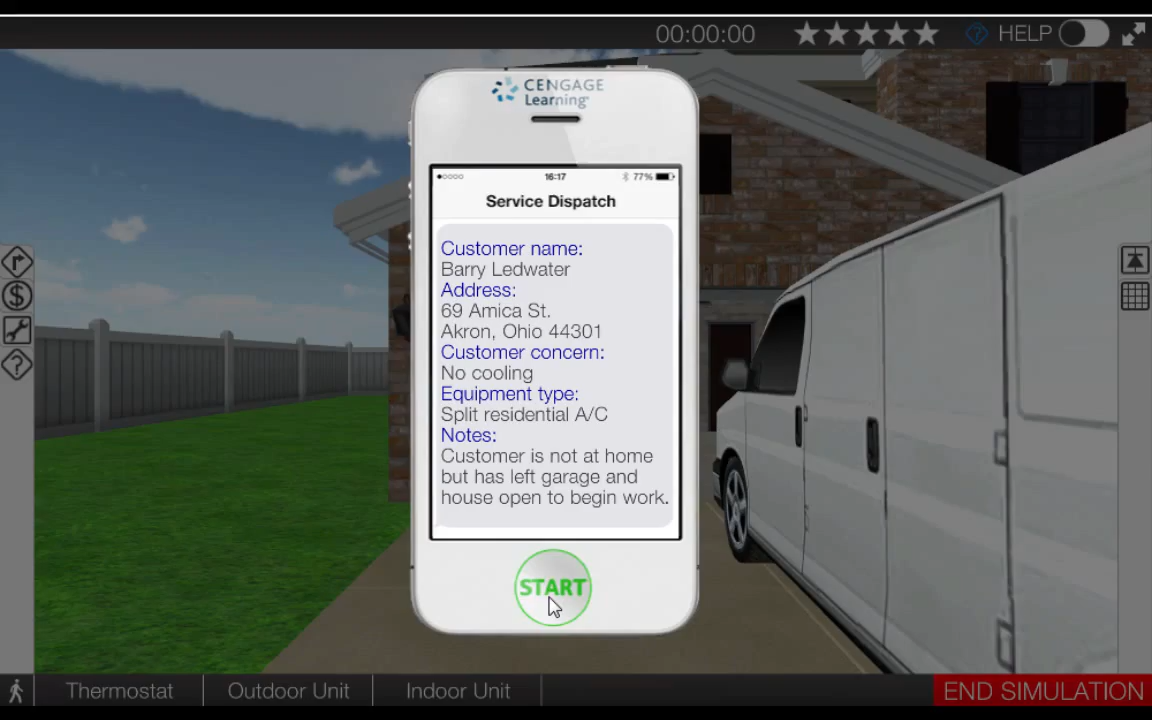 00:00:00
HELP
CENGAGE
Learning
16:17
77%
Service Dispatch
Customer name:
Barry Ledwater
Address:
69 Amica St.
Akron, Ohio 44301
Customer concern:
No cooling
Equipment type:
Split residential A/C
Notes:
Customer is not at home
but has left garage and
house open to begin work.
START
Thermostat
Outdoor Unit
Indoor Unit
END SIMULATION